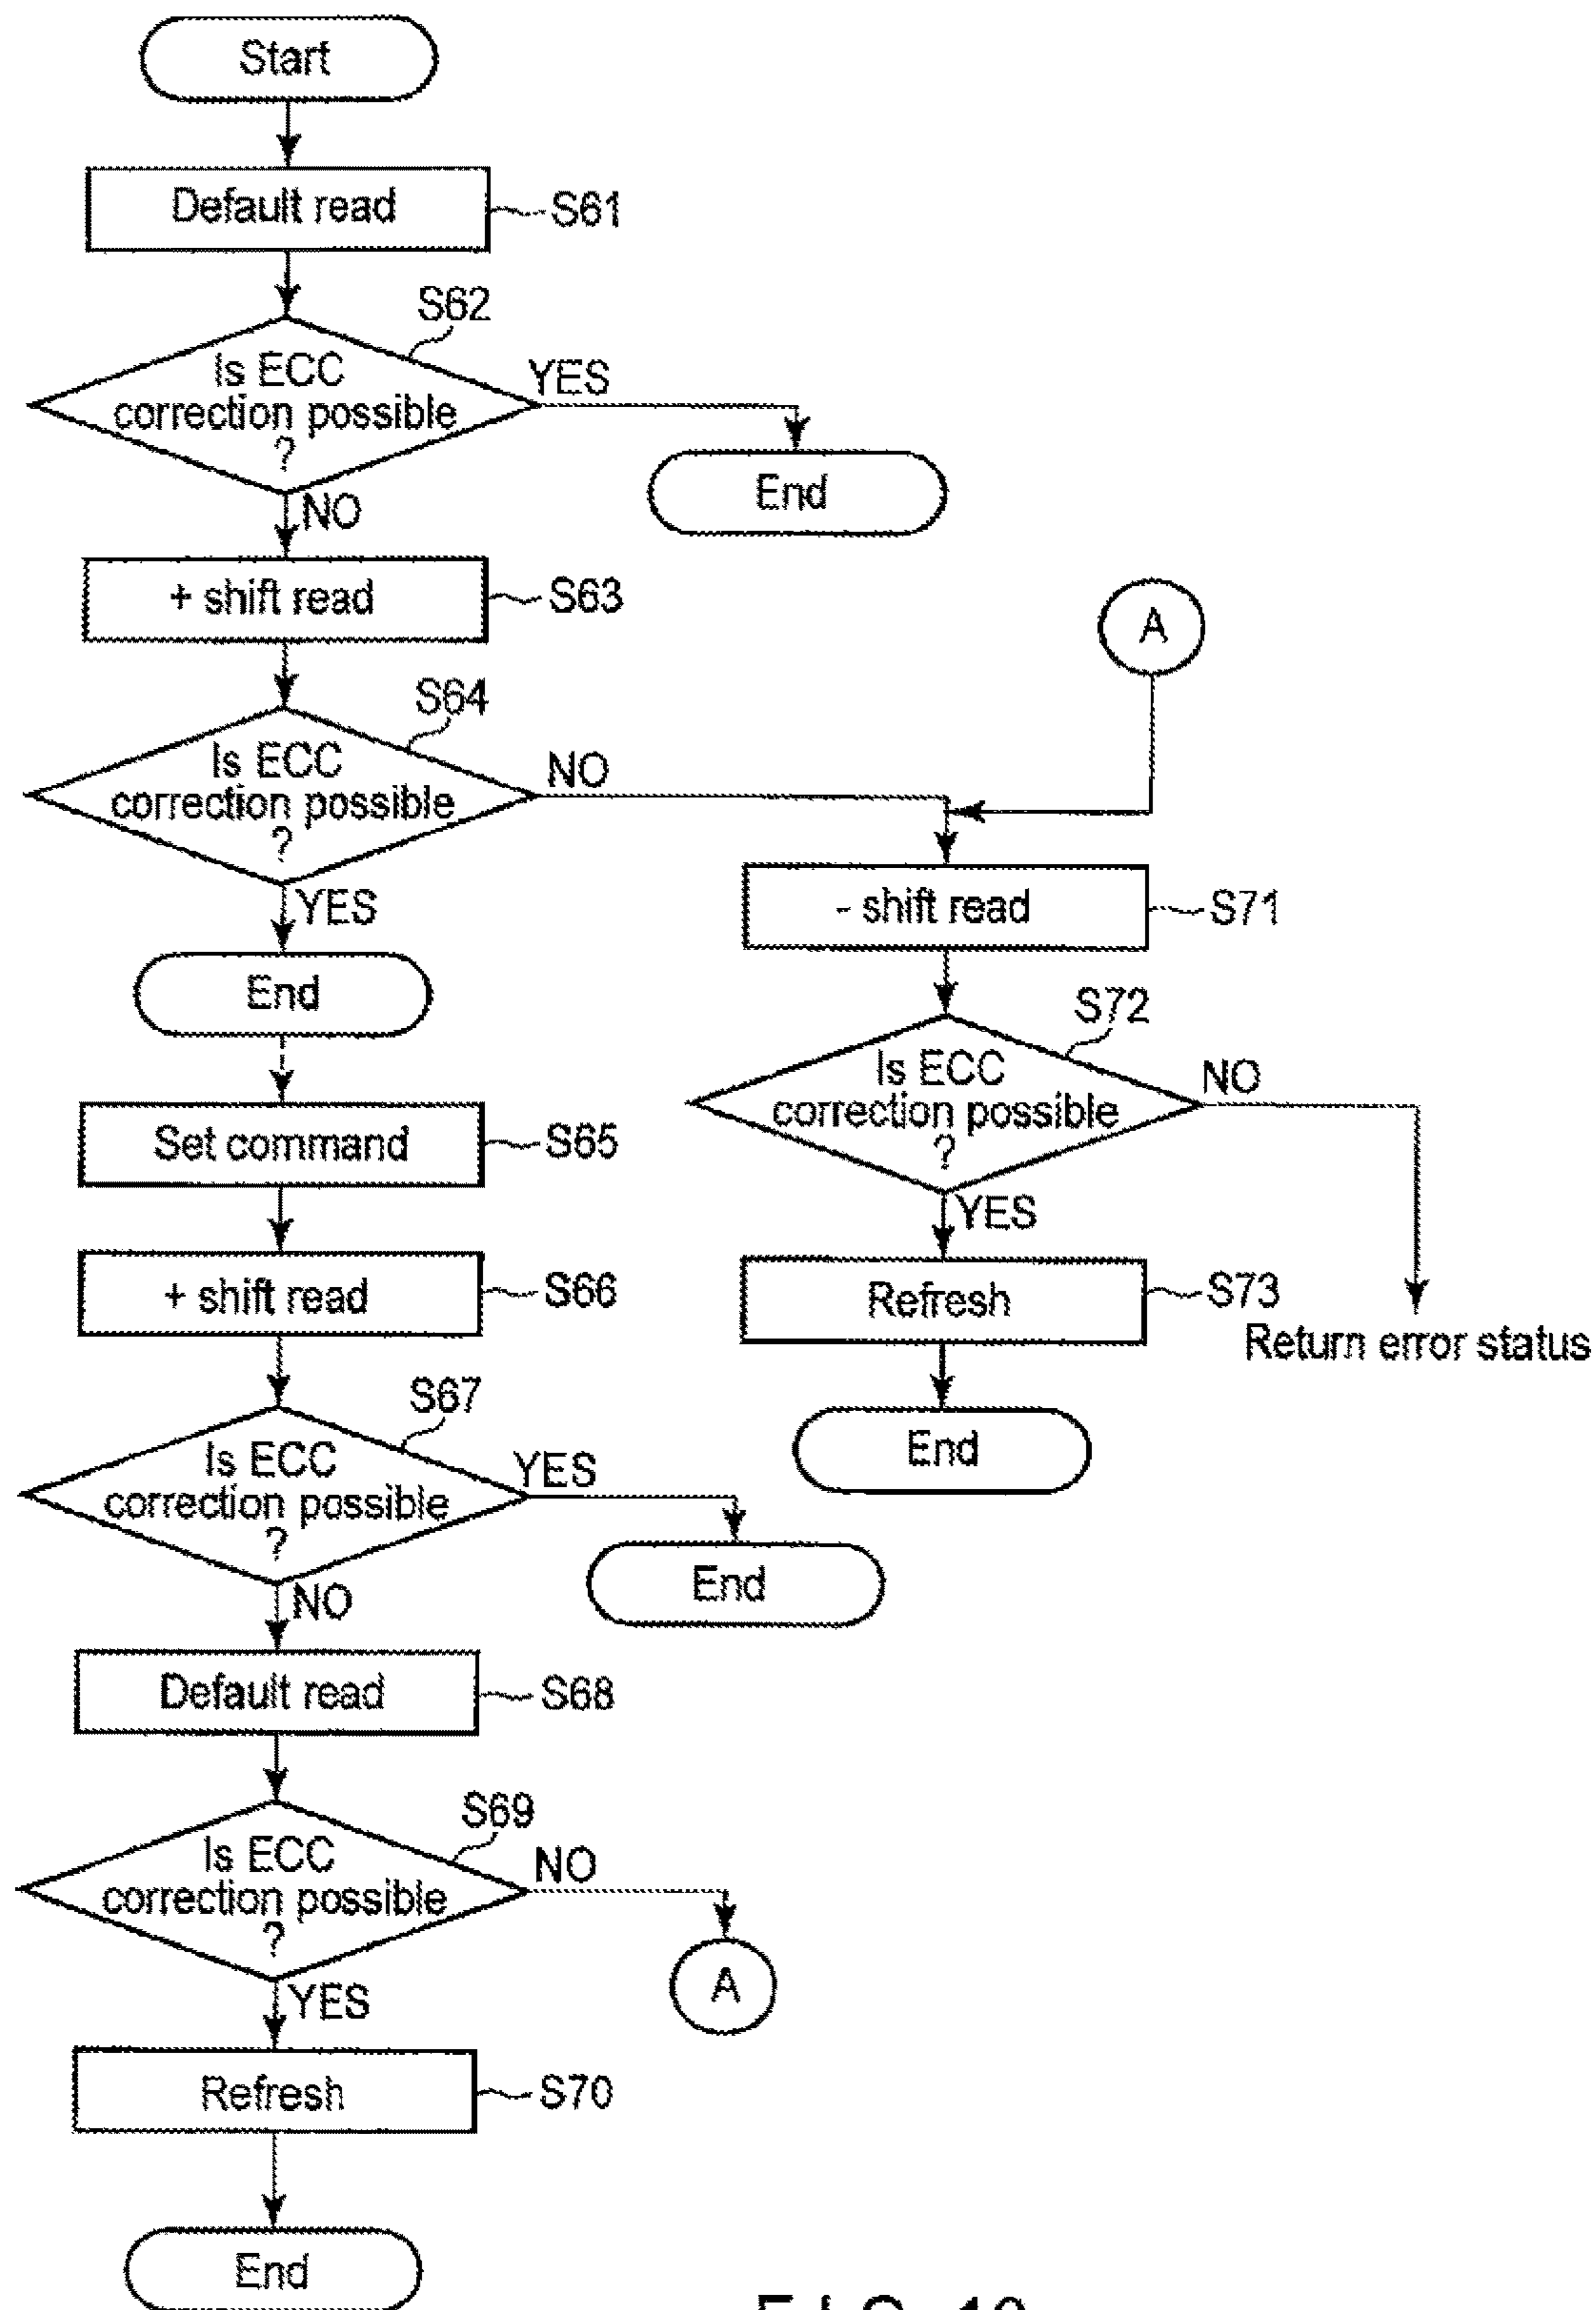 Start
Default read
S61
S62
Is ECC
correction possible
?
YES
End
NO
+ shift read
S63
A
S64
Is ECC
correction possible
?
NO
YES
- shift read
S71
End
S72
Is ECC
correction possible
?
NO
Set command
S65
YES
+ shift read
S66
Refresh
S73
Return error status
S67
Is ECC
correction possible
?
YES
End
End
NO
Default read
S68
S69
Is ECC
correction possible
?
NO
A
YES
Refresh
S70
End